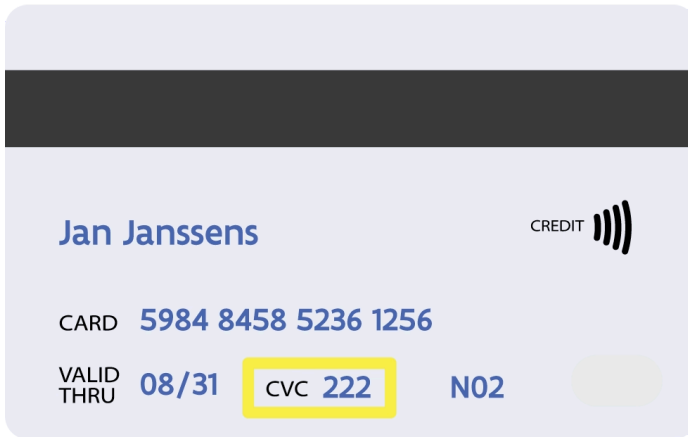 Jan Janssens
CREDIT
CARD 5984 8458 5236 1256
VALID THRU 08/31 CVC 222 N02